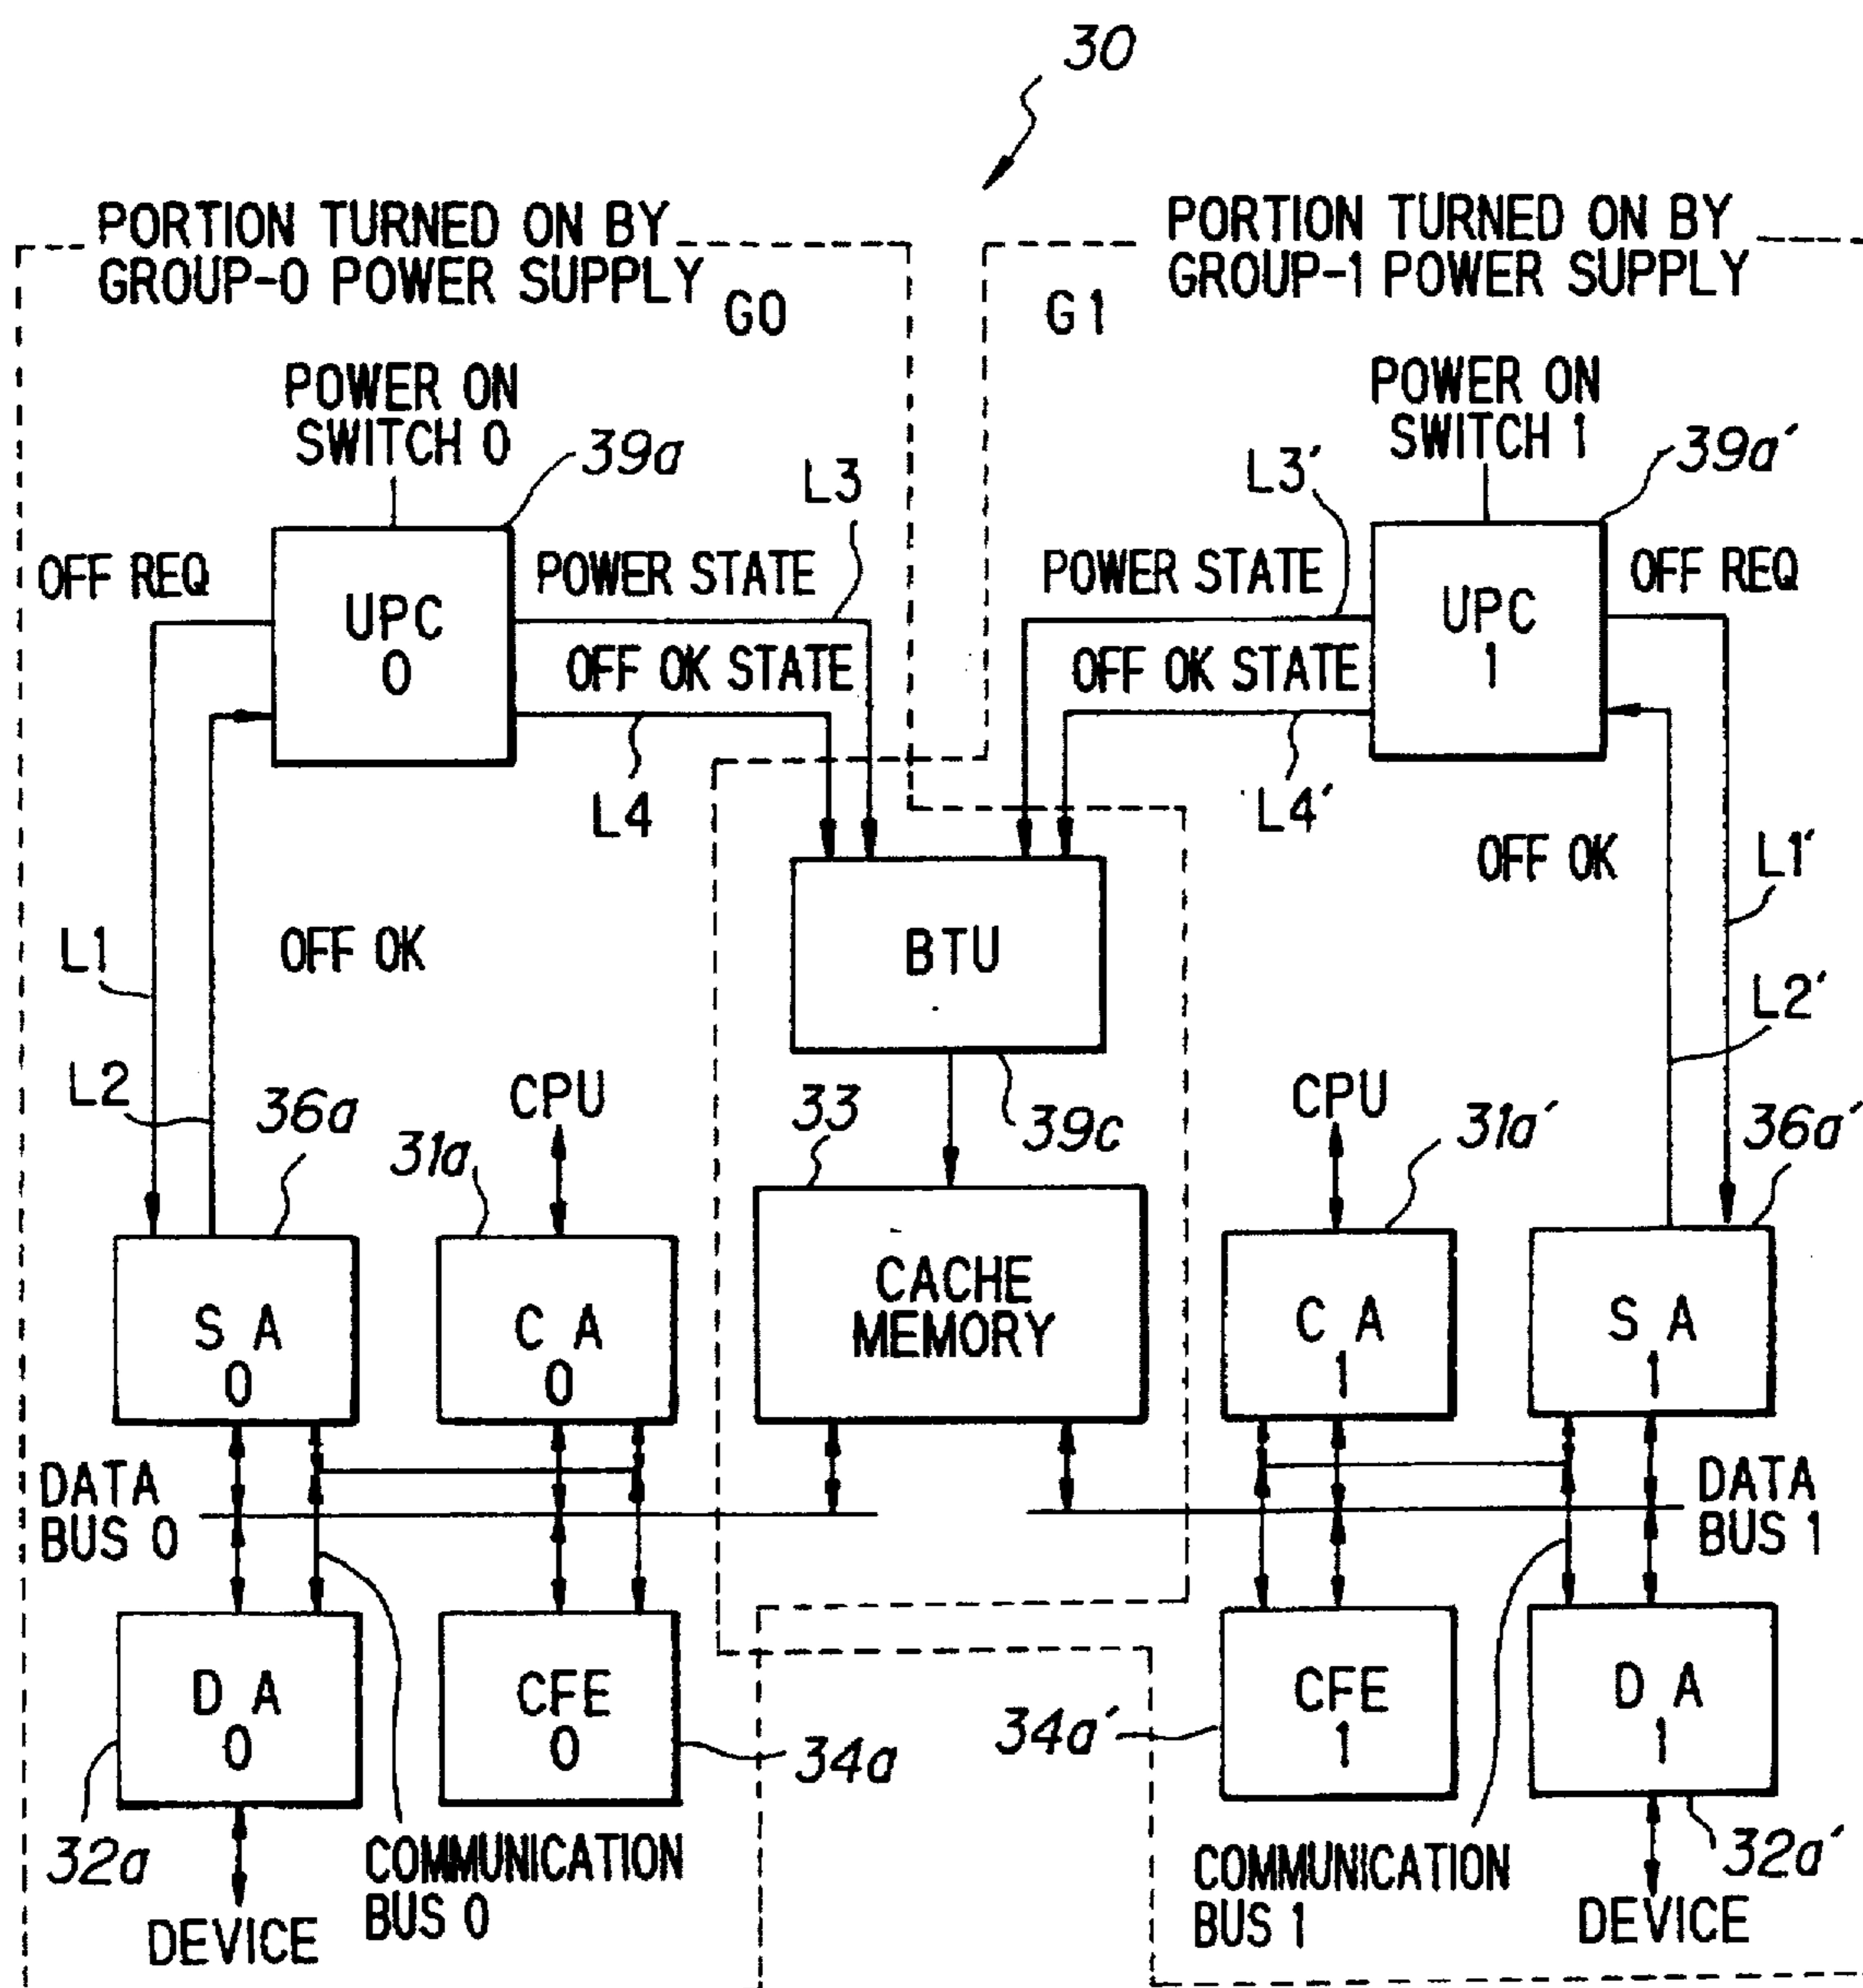 30
PORTION TURNED ON BY
GROUP-0 POWER SUPPLY
G0
PORTION TURNED ON BY
GROUP-1 POWER SUPPLY
G1
POWER ON
SWITCH 0
39a
L3
POWER ON
SWITCH 1
39a'
L3'
OFF REQ
UPC
0
POWER STATE
OFF OK STATE
L4
POWER STATE
OFF OK STATE
L4'
UPC
1
OFF REQ
L1
OFF OK
L2
BTU
39c
OFF OK
L1'
L2'
36a
31a
CPU
33
CPU
31a'
36a'
S A
0
C A
0
CACHE
MEMORY
C A
1
S A
1
DATA
BUS 0
DATA
BUS 1
D A
0
CFE
0
34a
34a'
CFE
1
D A
1
32a
COMMUNICATION
BUS 0
DEVICE
COMMUNICATION
BUS 1
32a'
DEVICE